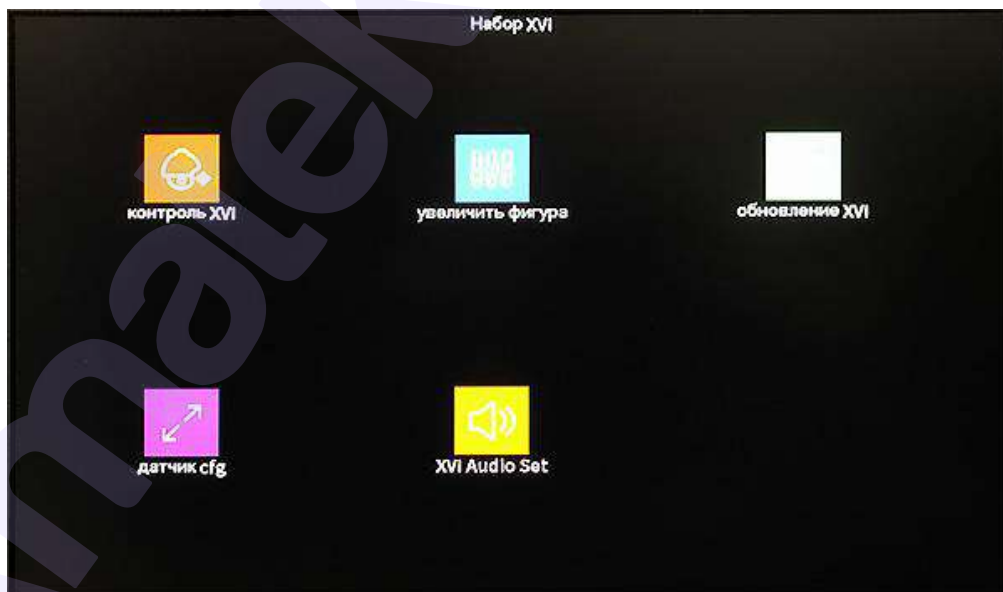 Набор XVI
контроль XVI
увеличить фигура
обновление XVI
датчик cfg
XVI Audio Set